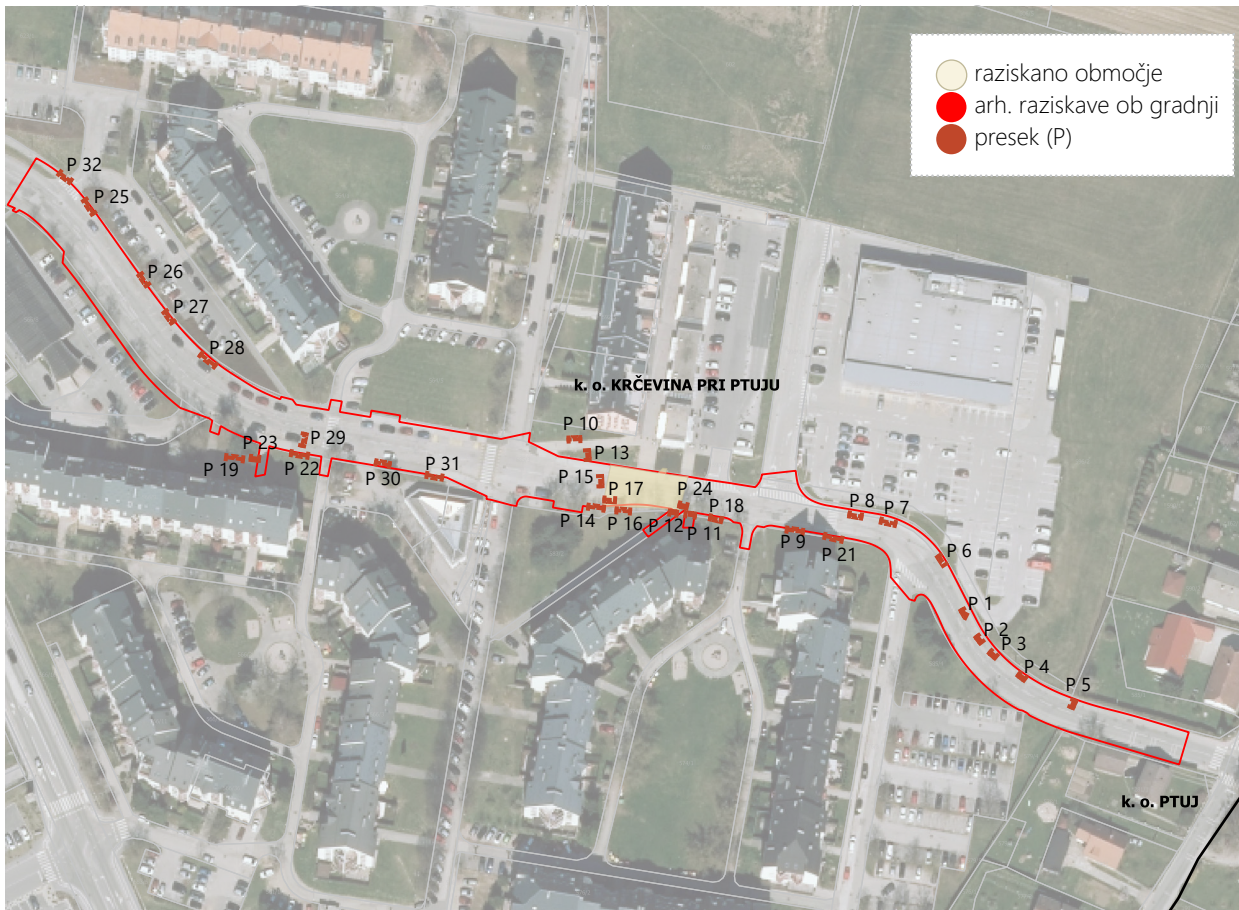 raziskano območje
arh. raziskave ob gradnji
presek (P)
P 32
P 25
P 26
P 27
P 28
k. o. KRČEVINA PRI PTUJU
P 10
P 29
P 23
P 13
P 19
P 22
P 30
P 31
P 15
P 17
P 24
P 14
P 16
P 12
P 11
P 18
P 8
P 7
P 9
P 21
P 6
P 1
P 2
P 3
P 4
P 5
k. o. PTUJ